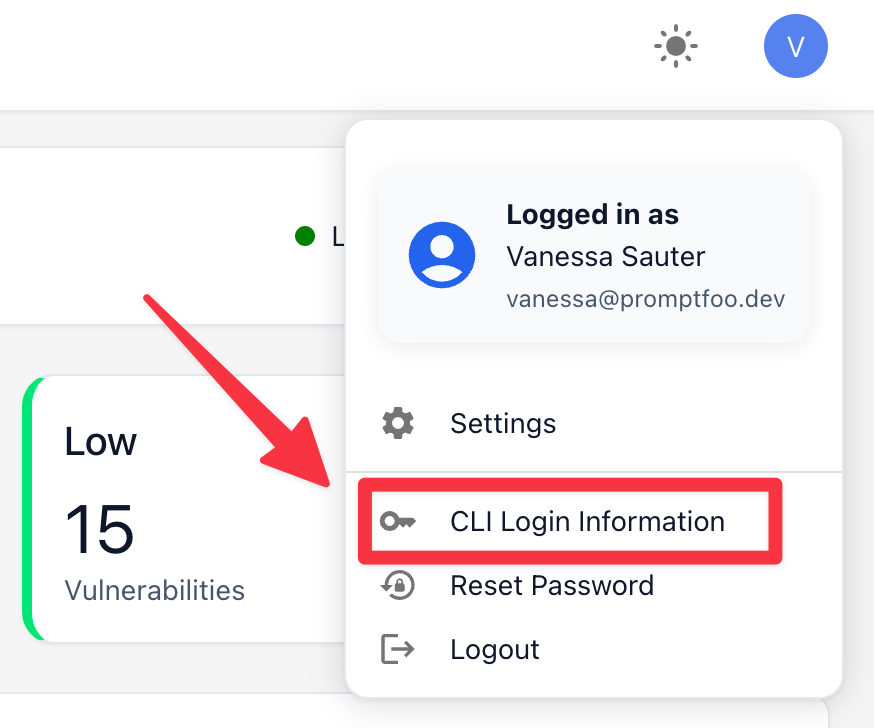 V
L
Logged in as
Vanessa Sauter
vanessa@promptfoo.dev
Settings
Low
15
Vulnerabilities
CLI Login Information
Reset Password
Logout